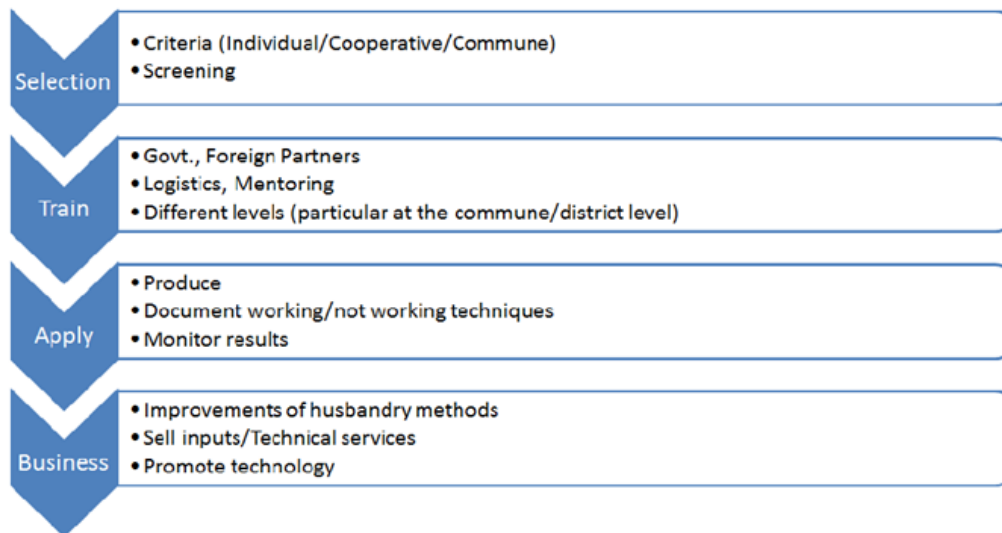 Selection
• Criteria (Individual/Cooperative/Commune)
• Screening
Train
• Govt., Foreign Partners
• Logistics, Mentoring
• Different levels (particular at the commune/district level)
Apply
• Produce
• Document working/not working techniques
• Monitor results
Business
• Improvements of husbandry methods
• Sell inputs/Technical services
• Promote technology